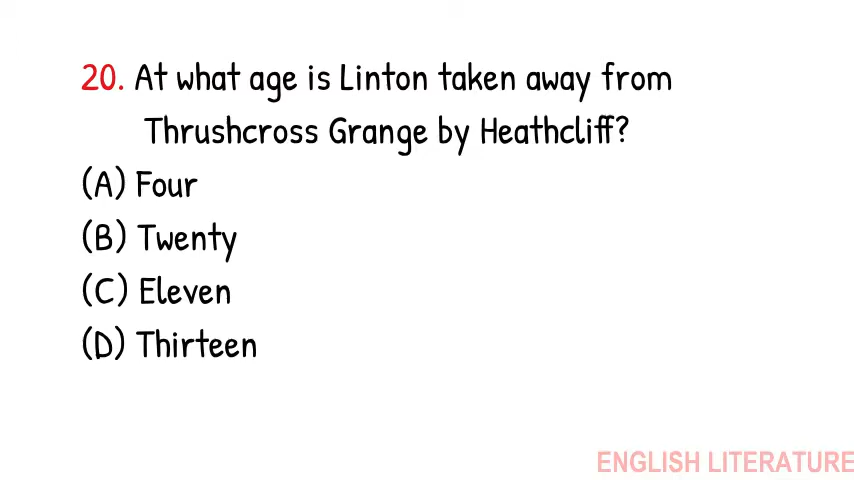 20. At what age is Linton taken away from
Thrushcross Grange by Heathcliff?
(A) Four
(B) Twenty
(C) Eleven
(D) Thirteen
ENGLISH LITERATURE